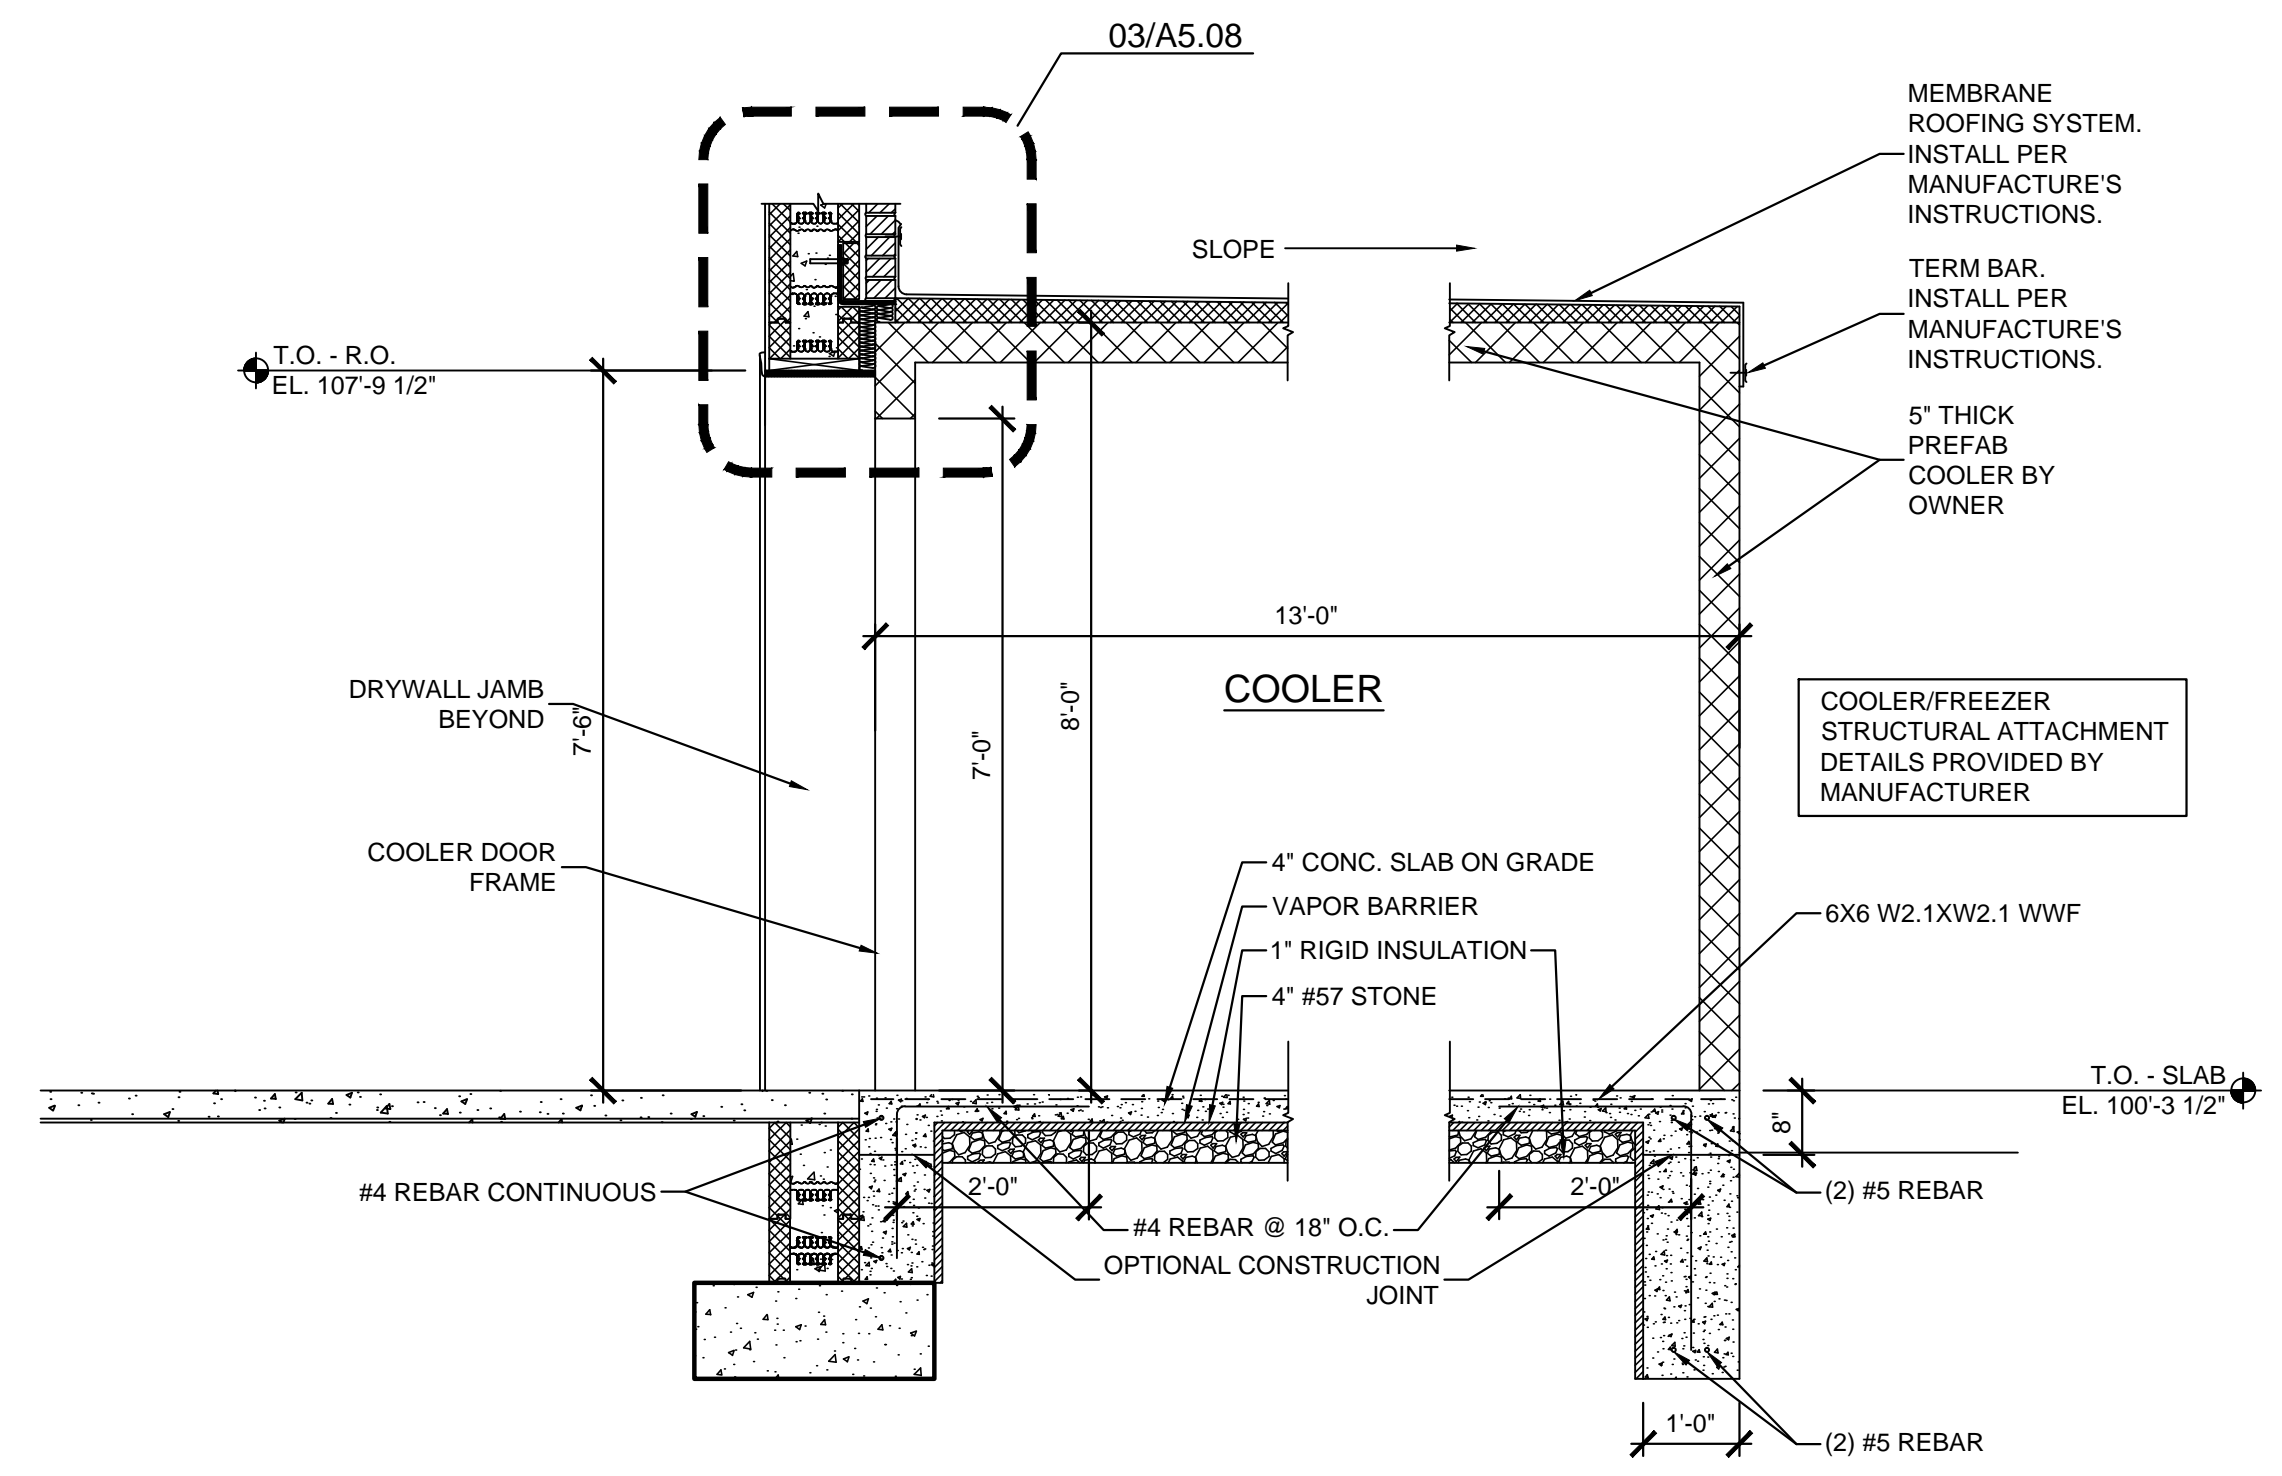 03/A5.08
MEMBRANE
ROOFING SYSTEM.
INSTALL PER
MANUFACTURE'S
INSTRUCTIONS.
SLOPE
TERM BAR.
INSTALL PER
MANUFACTURE'S
INSTRUCTIONS.
T.O. - R.O.
EL. 107'-9 1/2"
5" THICK
PREFAB
COOLER BY
OWNER
13'-0"
COOLER
DRYWALL JAMB
BEYOND
7'-6"
8'-0"
7'-0"
COOLER/FREEZER
STRUCTURAL ATTACHMENT
DETAILS PROVIDED BY
MANUFACTURER
COOLER DOOR
FRAME
4" CONC. SLAB ON GRADE
VAPOR BARRIER
1" RIGID INSULATION
4" #57 STONE
6X6 W2.1XW2.1 WWF
T.O. - SLAB
EL. 100'-3 1/2"
8"
#4 REBAR CONTINUOUS
2'-0"
2'-0"
(2) #5 REBAR
#4 REBAR @ 18" O.C.
OPTIONAL CONSTRUCTION
JOINT
1'-0"
(2) #5 REBAR